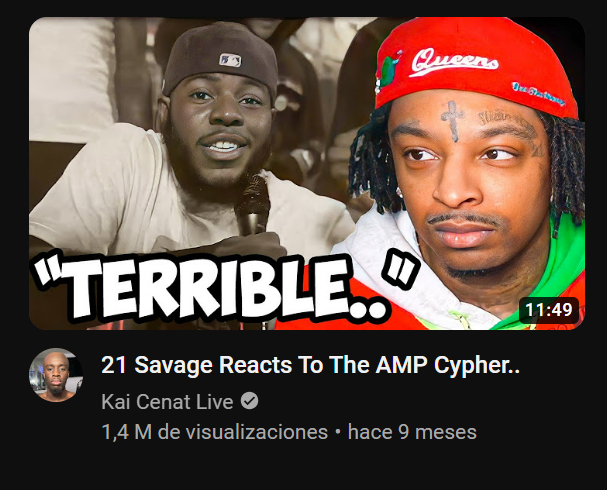 Queens
"TERRIBLE.."
11:49
21 Savage Reacts To The AMP Cypher..
Kai Cenat Live
1,4 M de visualizaciones • hace 9 meses